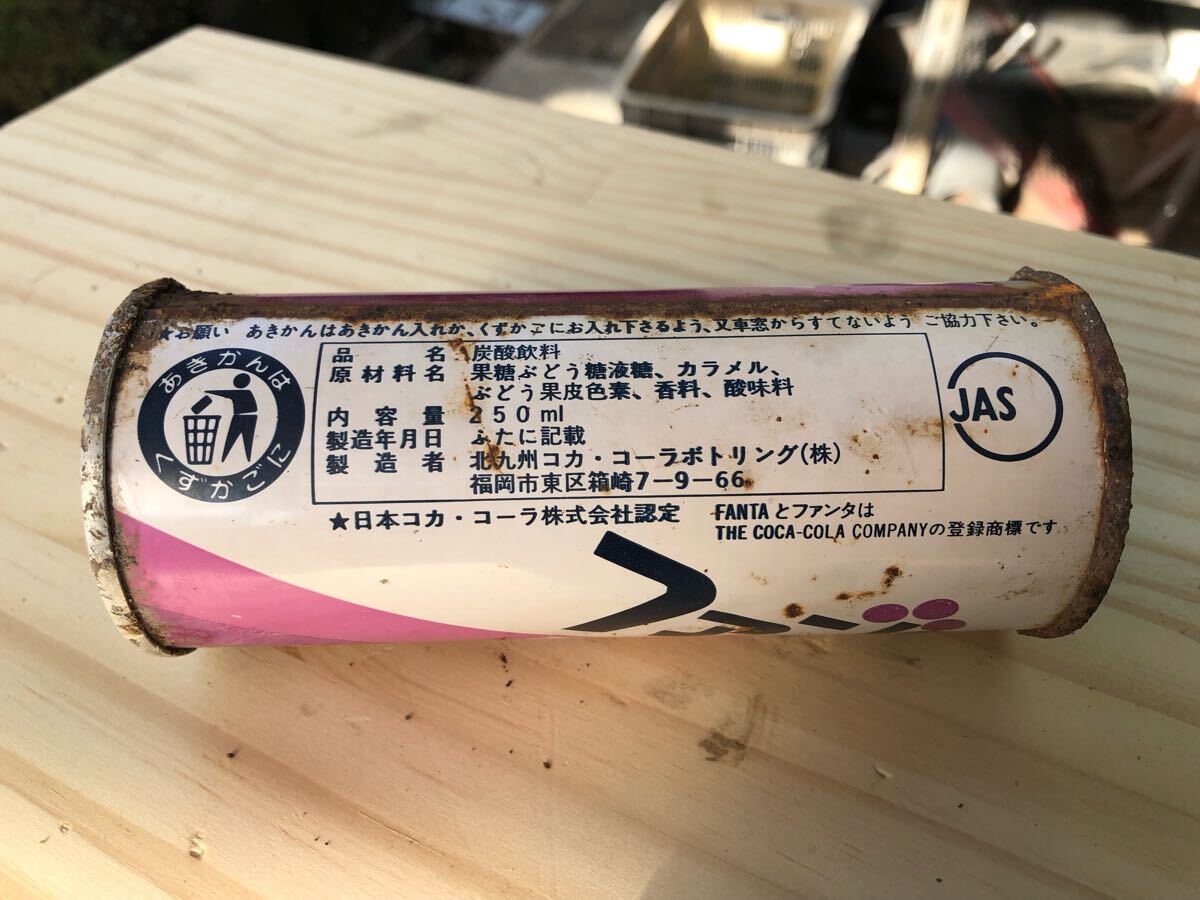 ★お願い あきかんはあきかん入れか、くずかごにお入れ下さるよう、又車窓からすてないよう ご協力下さい。
あきかんは
くずかごに
品名 炭酸飲料
原材料名 果糖ぶどう糖液糖、カラメル、
ぶどう果皮色素、香料、酸味料
内容量 250ml
製造年月日 ふたに記載
製造者 北九州コカ・コーラボトリング(株)
福岡市東区箱崎7-9-66
JAS
★日本コカ・コーラ株式会社認定
FANTAとファンタは
THE COCA-COLA COMPANYの登録商標です